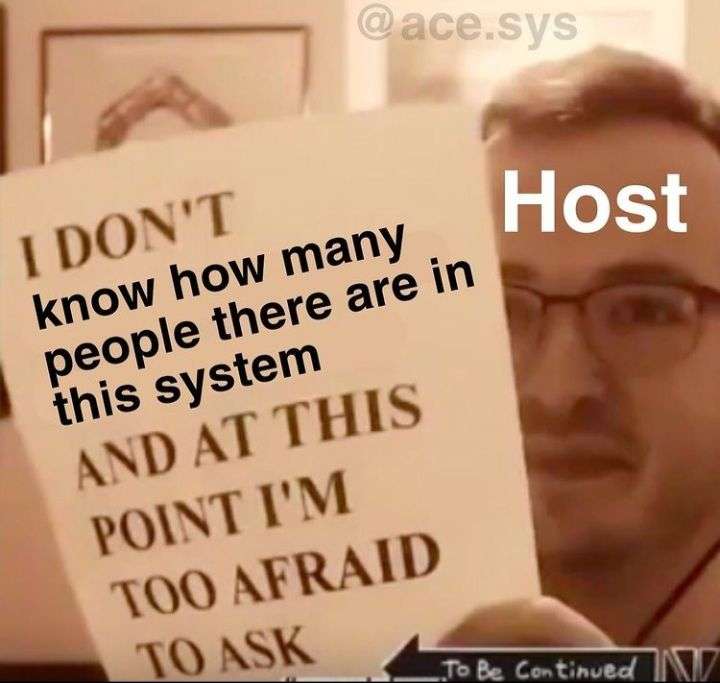 @ace.sys
Host
I DON'T
know how many
people there are in
this system
AND AT THIS
POINT I'M
TOO AFRAID
TO ASK
To Be Continued